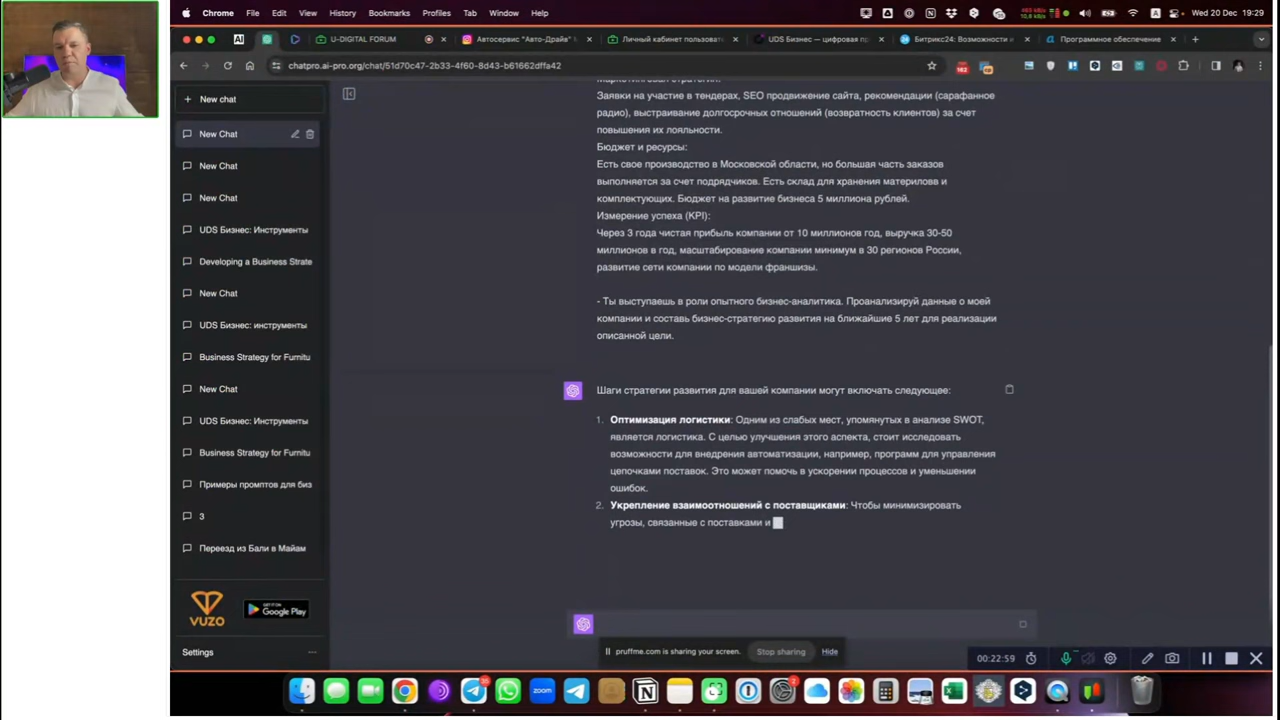 Chrome File Edit View History Bookmarks Profiles Tab Window Help
Wed 20 Dec 19:29
U-DIGITAL FORUM
Автосервис "Авто-Драйв"
Личный кабинет пользоват
UDS Бизнес — цифровая п
Битрикс24: Возможности и
Программное обеспечение
chatpro.ai-pro.org/chat/51d70c47-2b33-4f60-8d43-b61662dffa42
New chat
New Chat
New Chat
New Chat
UDS Бизнес: Инструменты
Developing a Business Strate
New Chat
UDS Бизнес: инструменты
Business Strategy for Furnitu
New Chat
UDS Бизнес: Инструменты
Business Strategy for Furnitu
Примеры промптов для биз
3
Переезд из Бали в Майам
VUZO
GET IT ON
Google Play
Settings
Маркетинговая стратегия:
Заявки на участие в тендерах, SEO продвижение сайта, рекомендации (сарафанное
радио), выстраивание долгосрочных отношений (возвратность клиентов) за счет
повышения их лояльности.
Бюджет и ресурсы:
Есть свое производство в Московской области, но большая часть заказов
выполняется за счет подрядчиков. Есть склад для хранения материловв и
комплектующих. Бюджет на развитие бизнеса 5 миллиона рублей.
Измерение успеха (KPI):
Через 3 года чистая прибыль компании от 10 миллионов год, выручка 30-50
миллионов в год, масштабирование компании минимум в 30 регионов России,
развитие сети компании по модели франшизы.
- Ты выступаешь в роли опытного бизнес-аналитика. Проанализируй данные о моей
компании и составь бизнес-стратегию развития на ближайшие 5 лет для реализации
описанной цели.
Шаги стратегии развития для вашей компании могут включать следующее:
1. Оптимизация логистики: Одним из слабых мест, упомянутых в анализе SWOT,
является логистика. С целью улучшения этого аспекта, стоит исследовать
возможности для внедрения автоматизации, например, программ для управления
цепочками поставок. Это может помочь в ускорении процессов и уменьшении
ошибок.
2. Укрепление взаимоотношений с поставщиками: Чтобы минимизировать
угрозы, связанные с поставками и
pruffme.com is sharing your screen. Stop sharing Hide
00:22:59
zoom